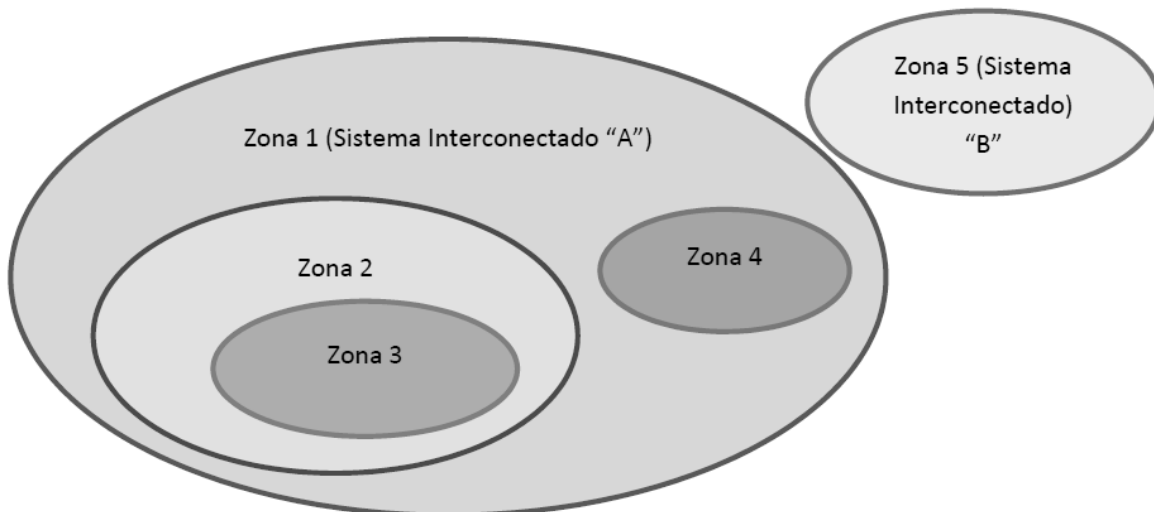 Zona 5 (Sistema
Interconectado)
“B”
Zona 1 (Sistema Interconectado “A”)
Zona 4
Zona 2
Zona 3